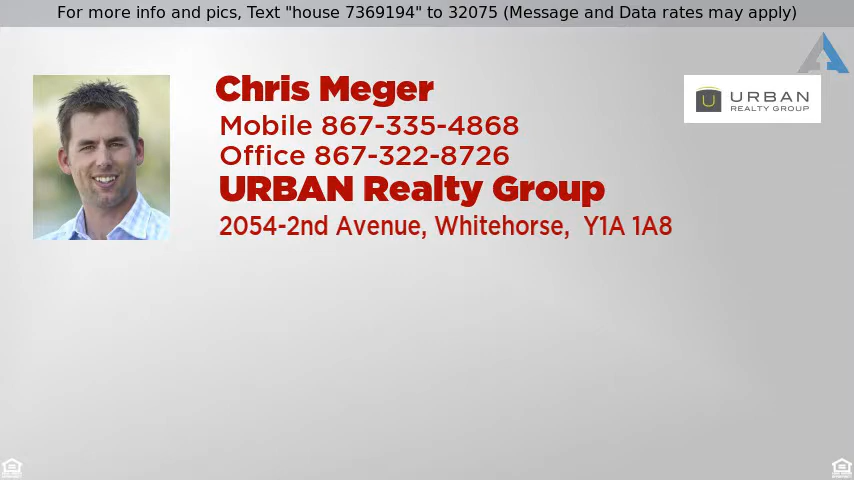 For more info and pics, Text "house 7369194" to 32075 (Message and Data rates may apply)
Chris Meger
Mobile 867-335-4868
Office 867-322-8726
URBAN Realty Group
2054-2nd Avenue, Whitehorse,  Y1A 1A8
U URBAN
REALTY GROUP